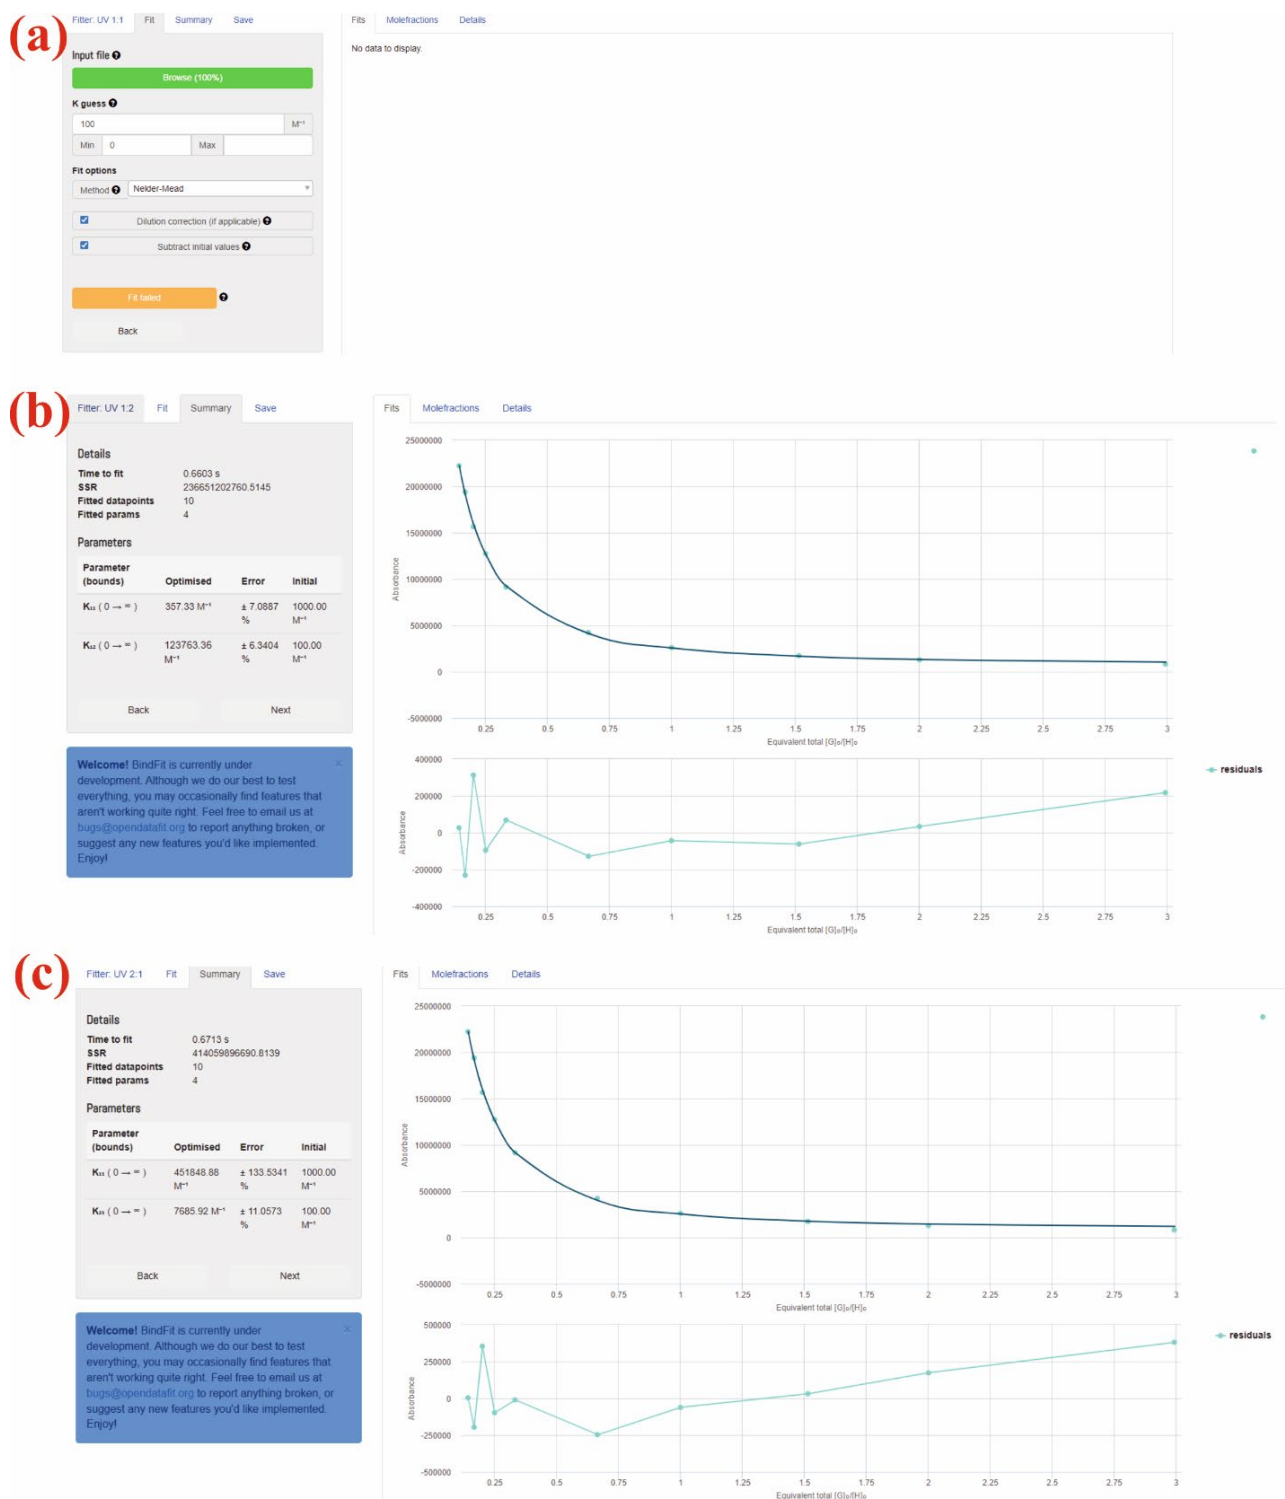 (a)
Fitter: UV 1:1 Fit Summary Save
Fits Molefractions Details
Input file
No data to display.
Browse (100%)
K guess
100 M⁻¹
Min 0 Max
Fit options
Method Nelder-Mead
Dilution correction (if applicable)
Subtract initial values
Fit failed
Back
(b)
Fitter: UV 1:2 Fit Summary Save
Details
Time to fit 0.6603 s
SSR 236651202760.5145
Fitted datapoints 10
Fitted params 4
Parameters
Parameter (bounds) Optimised Error Initial
K₁₁ ( 0 → ∞ ) 357.33 M⁻¹ ± 7.0887 % 1000.00 M⁻¹
K₁₂ ( 0 → ∞ ) 123763.36 M⁻¹ ± 6.3404 % 100.00 M⁻¹
Back Next
Welcome! BindFit is currently under
development. Although we do our best to test
everything, you may occasionally find features that
aren't working quite right. Feel free to email us at
bugs@opendatafit.org to report anything broken, or
suggest any new features you'd like implemented.
Enjoy!
×
Fits Molefractions Details
25000000
20000000
15000000
10000000
5000000
0
-5000000
Absorbance
0.25 0.5 0.75 1 1.25 1.5 1.75 2 2.25 2.5 2.75 3
Equivalent total [G]₀/[H]₀
400000
200000
0
-200000
-400000
Absorbance
residuals
0.25 0.5 0.75 1 1.25 1.5 1.75 2 2.25 2.5 2.75 3
Equivalent total [G]₀/[H]₀
(c)
Fitter: UV 2:1 Fit Summary Save
Details
Time to fit 0.6713 s
SSR 414059896690.8139
Fitted datapoints 10
Fitted params 4
Parameters
Parameter (bounds) Optimised Error Initial
K₁₁ ( 0 → ∞ ) 451848.88 M⁻¹ ± 133.5341 % 1000.00 M⁻¹
K₂₁ ( 0 → ∞ ) 7685.92 M⁻¹ ± 11.0573 % 100.00 M⁻¹
Back Next
Welcome! BindFit is currently under
development. Although we do our best to test
everything, you may occasionally find features that
aren't working quite right. Feel free to email us at
bugs@opendatafit.org to report anything broken, or
suggest any new features you'd like implemented.
Enjoy!
×
Fits Molefractions Details
25000000
20000000
15000000
10000000
5000000
0
-5000000
Absorbance
0.25 0.5 0.75 1 1.25 1.5 1.75 2 2.25 2.5 2.75 3
Equivalent total [G]₀/[H]₀
500000
250000
0
-250000
-500000
Absorbance
residuals
0.25 0.5 0.75 1 1.25 1.5 1.75 2 2.25 2.5 2.75 3
Equivalent total [G]₀/[H]₀